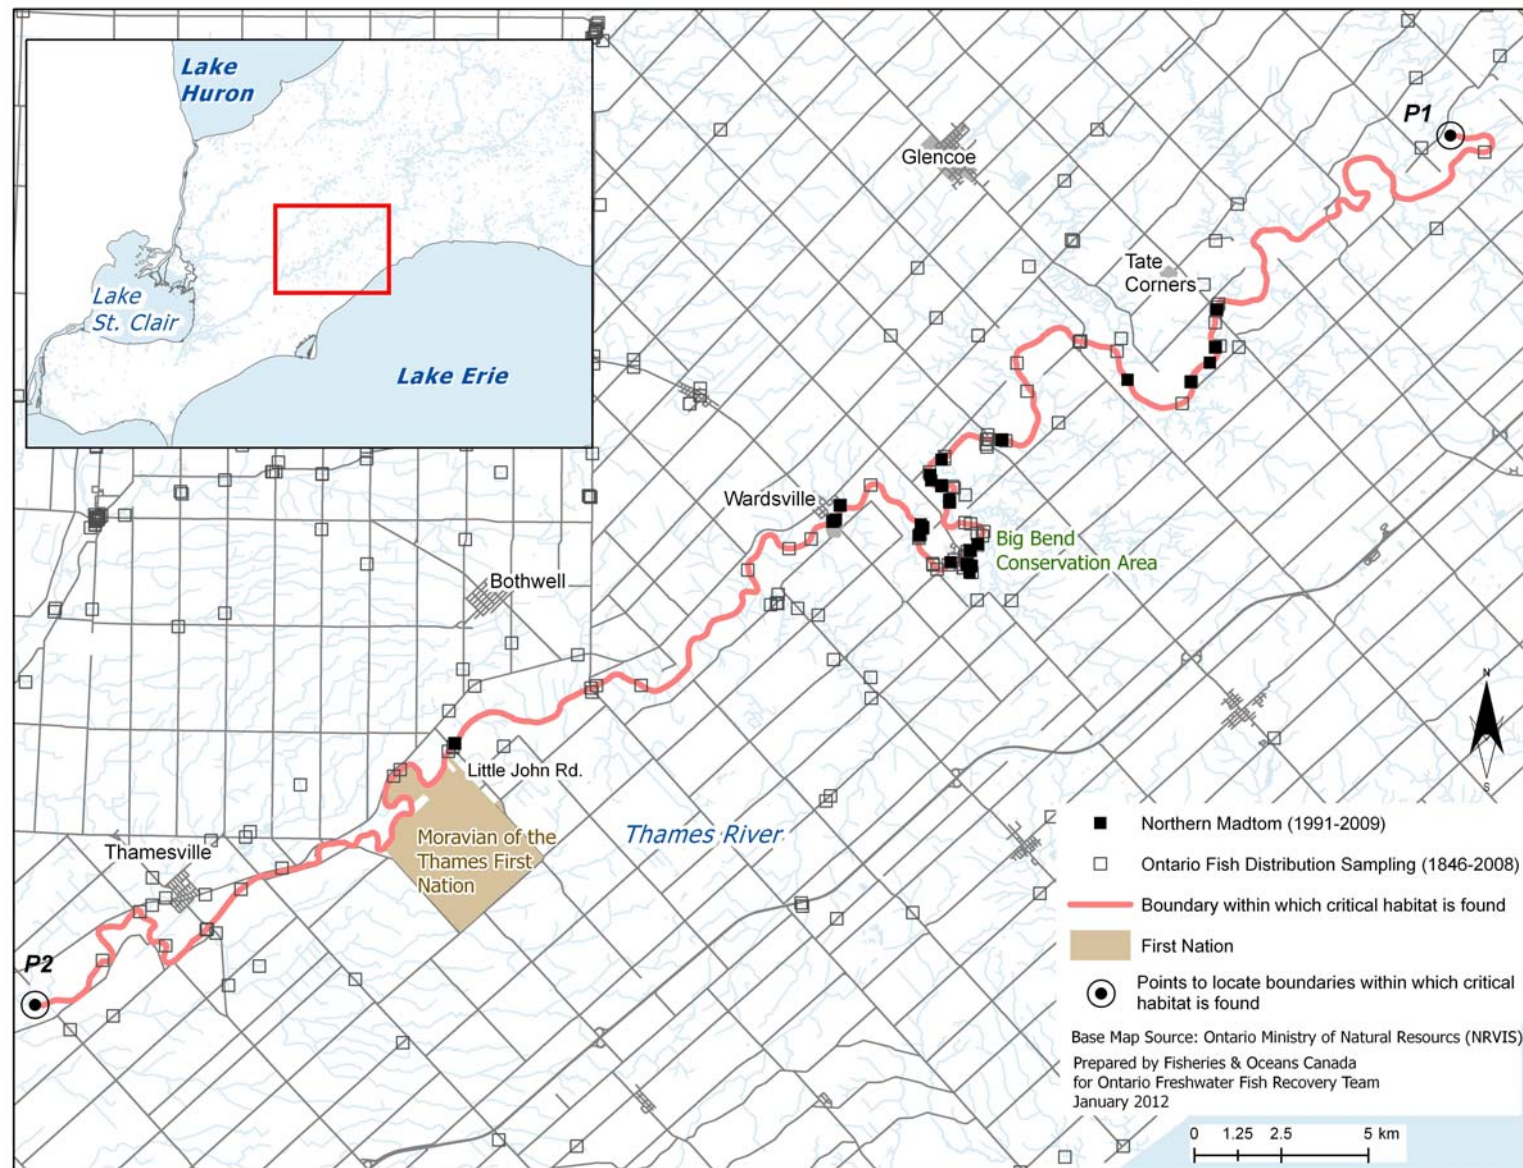 Lake
Huron
Lake
St. Clair
Lake Erie
P1
Glencoe
Tate
Corners
Wardsville
Big Bend
Conservation Area
Bothwell
Little John Rd.
Moravian of the
Thames First
Nation
Thames River
Thamesville
P2
N
S
Northern Madtom (1991-2009)
Ontario Fish Distribution Sampling (1846-2008)
Boundary within which critical habitat is found
First Nation
Points to locate boundaries within which critical
habitat is found
Base Map Source: Ontario Ministry of Natural Resourcs (NRVIS)
Prepared by Fisheries & Oceans Canada
for Ontario Freshwater Fish Recovery Team
January 2012
0 1.25 2.5 5 km